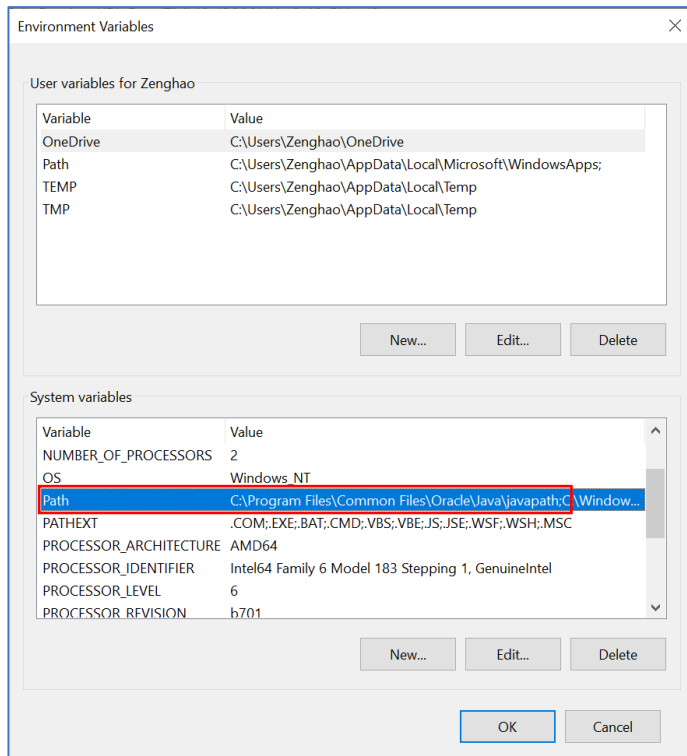 Environment Variables
User variables for Zenghao
Variable Value
OneDrive C:\Users\Zenghao\OneDrive
Path C:\Users\Zenghao\AppData\Local\Microsoft\WindowsApps;
TEMP C:\Users\Zenghao\AppData\Local\Temp
TMP C:\Users\Zenghao\AppData\Local\Temp
New... Edit... Delete
System variables
Variable Value
NUMBER_OF_PROCESSORS 2
OS Windows_NT
Path C:\Program Files\Common Files\Oracle\Java\javapath;C:\Window...
PATHEXT .COM;.EXE;.BAT;.CMD;.VBS;.VBE;.JS;.JSE;.WSF;.WSH;.MSC
PROCESSOR_ARCHITECTURE AMD64
PROCESSOR_IDENTIFIER Intel64 Family 6 Model 183 Stepping 1, GenuineIntel
PROCESSOR_LEVEL 6
PROCESSOR_REVISION b701
New... Edit... Delete
OK Cancel